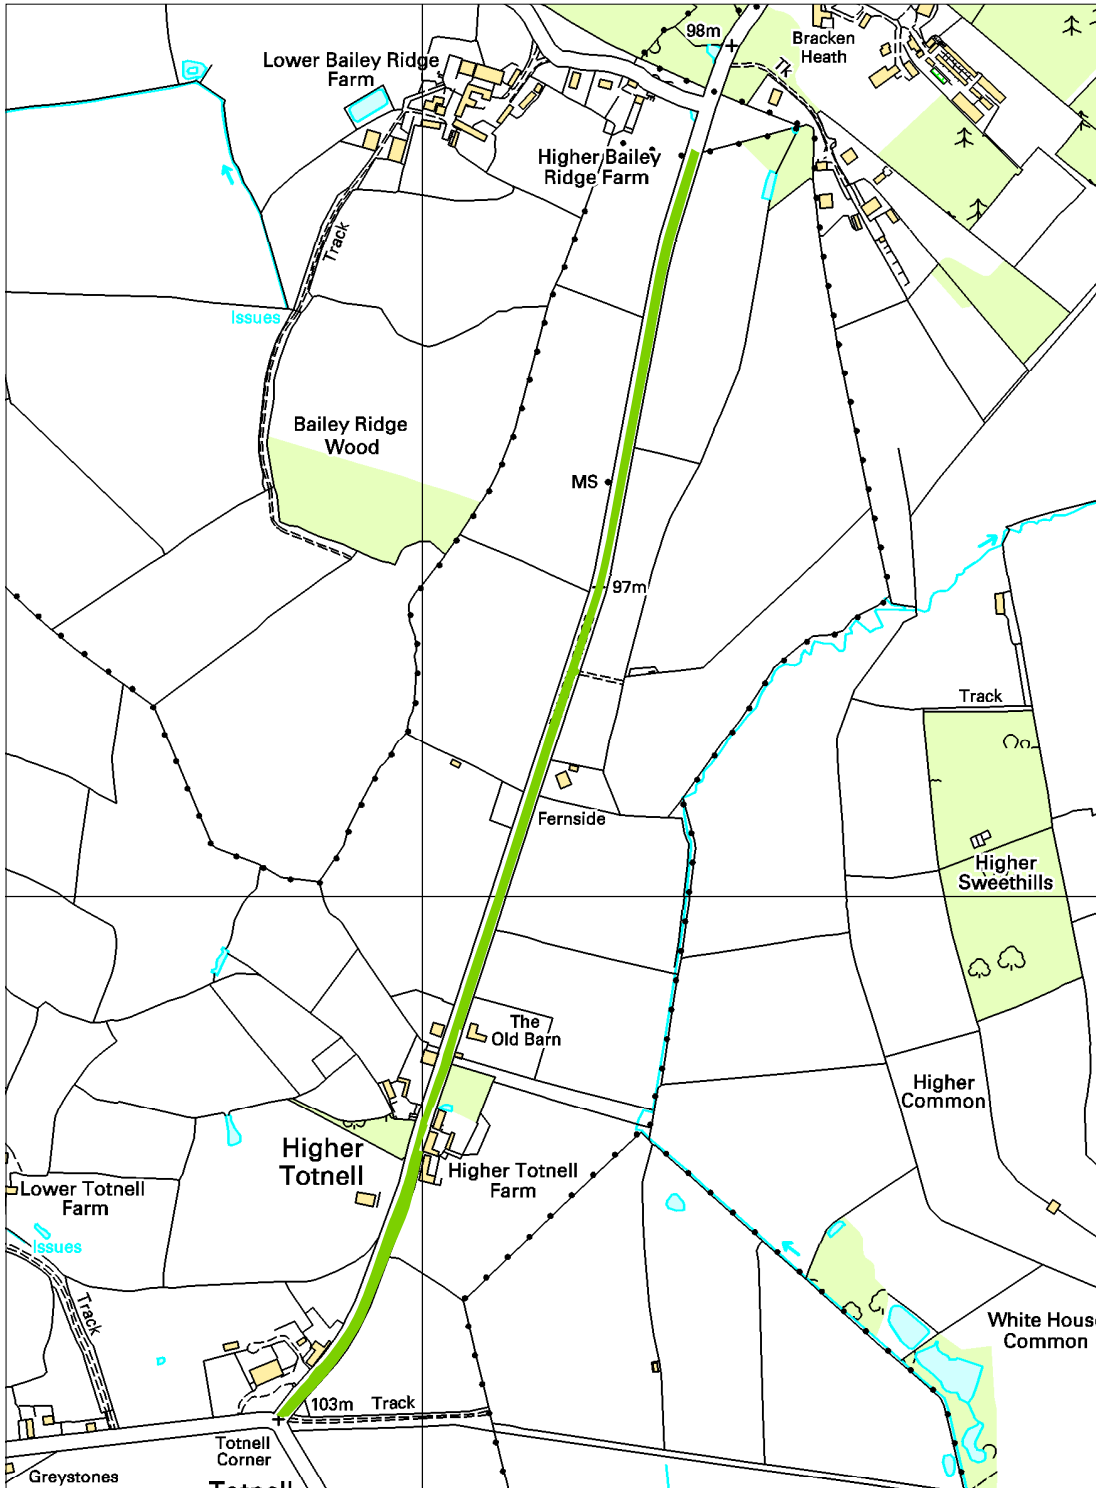 98m
Bracken
Heath
Lower Bailey Ridge
Farm
Tk
Higher Bailey
Ridge Farm
Track
Issues
Bailey Ridge
Wood
MS
97m
Track
Fernside
Higher
Sweethills
The
Old Barn
Higher
Common
Higher
Totnell
Higher Totnell
Farm
Lower Totnell
Farm
Issues
Track
White House
Common
103m
Track
Totnell
Corner
Greystones
Totnell